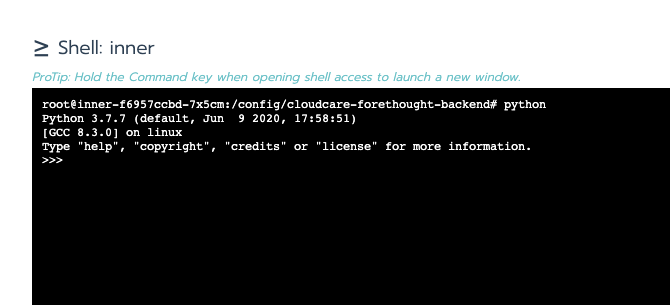 ≥ Shell: inner
ProTip: Hold the Command key when opening shell access to launch a new window.
root@inner-f6957ccbd-7x5cm:/config/cloudcare-forethought-backend# python
Python 3.7.7 (default, Jun  9 2020, 17:58:51)
[GCC 8.3.0] on linux
Type "help", "copyright", "credits" or "license" for more information.
>>>